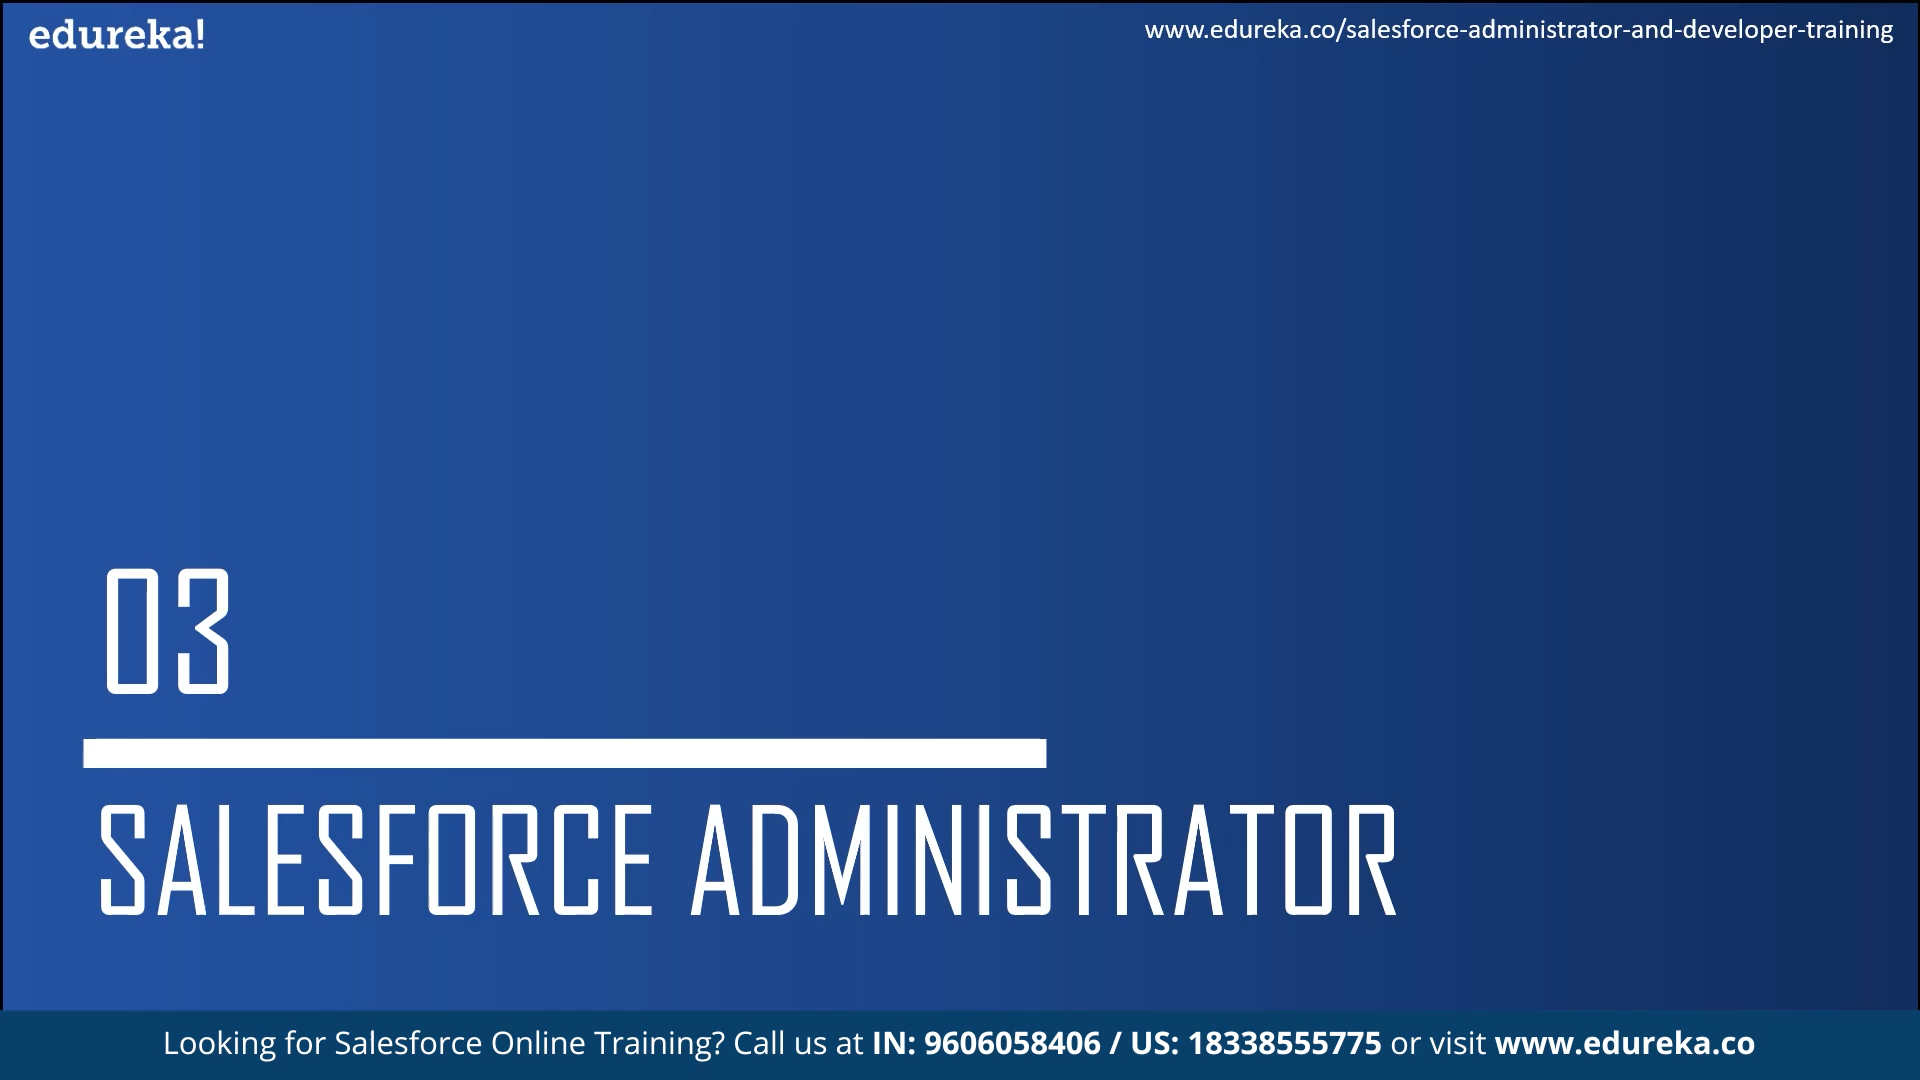 edureka!
www.edureka.co/salesforce-administrator-and-developer-training
03
SALESFORCE ADMINISTRATOR
Looking for Salesforce Online Training? Call us at IN: 9606058406 / US: 18338555775 or visit www.edureka.co